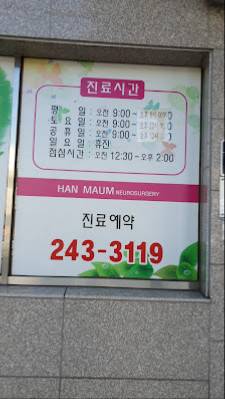 진료시간
평 일 : 오전 9:00 ~
토요일 : 오전 9:00 ~
공휴일 : 오전 9:00 ~
일요일 : 휴진
점심시간 : 오전 12:30 ~ 오후 2:00
HAN MAUM NEUROSURGERY
진료예약
243-3119